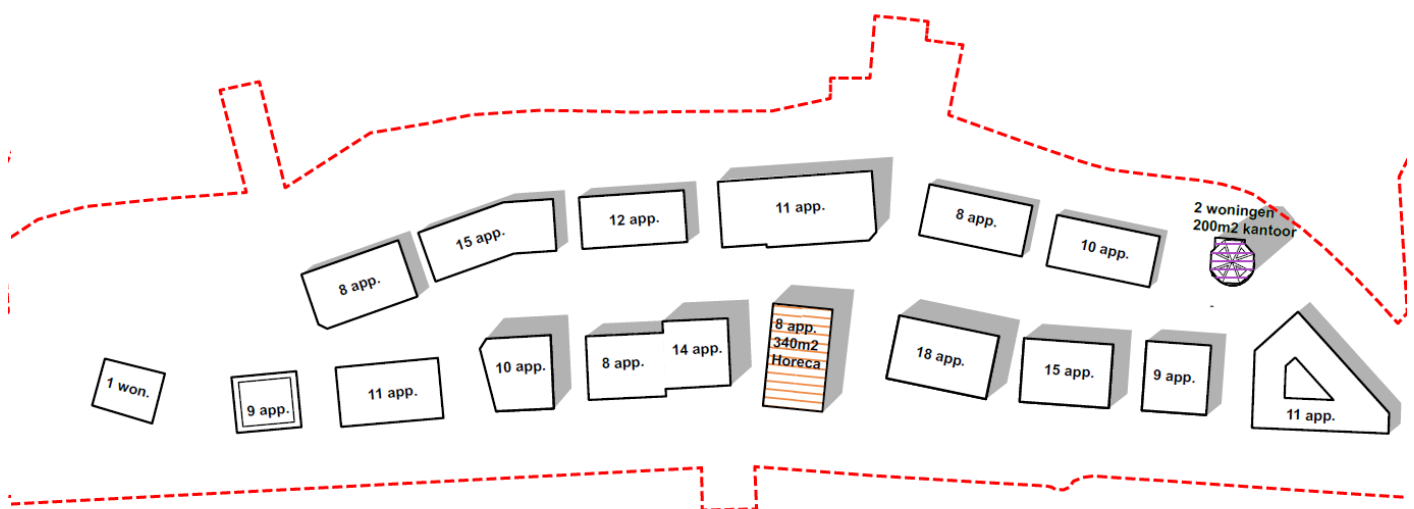 2 woningen
200m2 kantoor
11 app.
8 app.
12 app.
15 app.
10 app.
8 app.
8 app.
340m2
Horeca
14 app.
18 app.
8 app.
10 app.
15 app.
9 app.
1 won.
11 app.
9 app.
11 app.